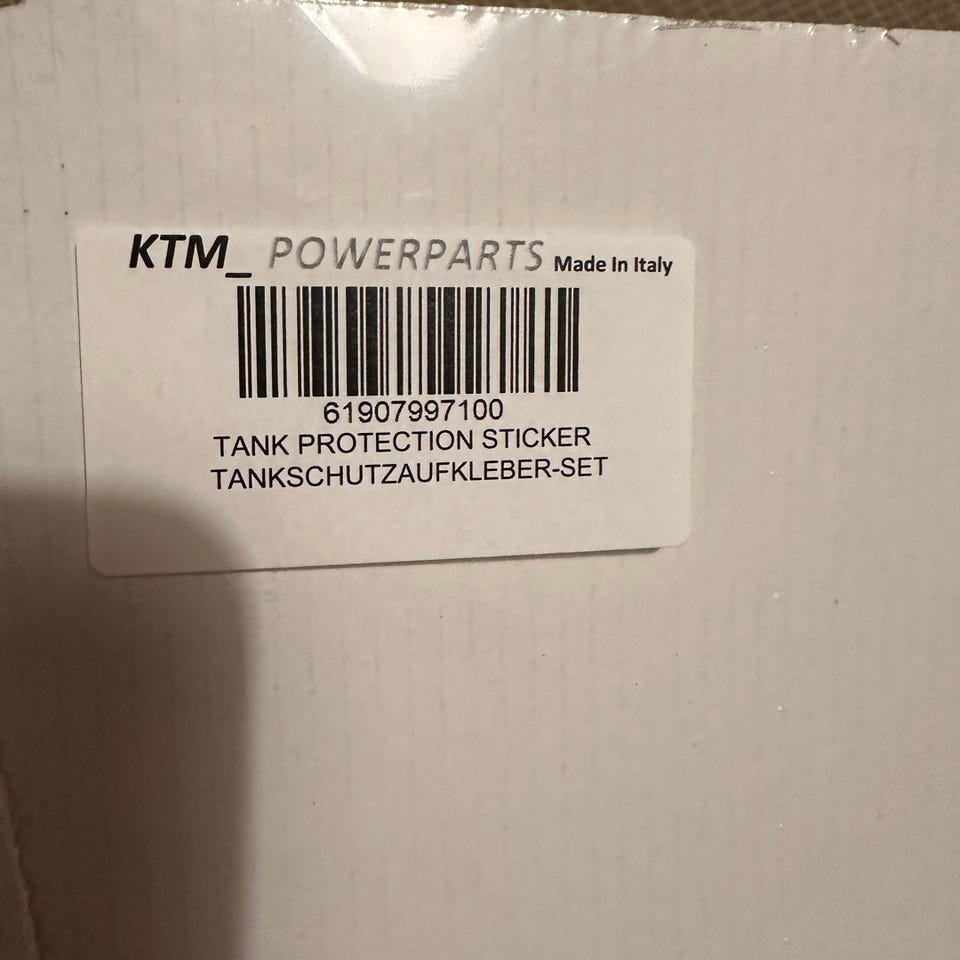 KTM_ POWERPARTS Made In Italy
61907997100
TANK PROTECTION STICKER
TANKSCHUTZAUFKLEBER-SET